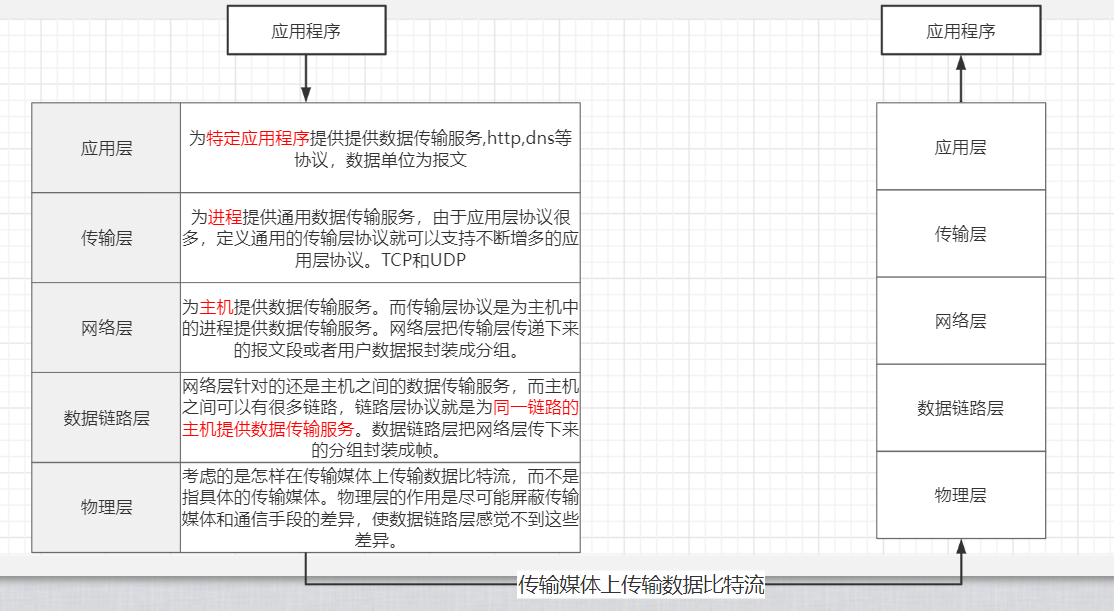 应用程序
应用程序
应用层
为特定应用程序提供提供数据传输服务,http,dns等
协议，数据单位为报文
传输层
为进程提供通用数据传输服务，由于应用层协议很
多，定义通用的传输层协议就可以支持不断增多的应
用层协议。TCP和UDP
网络层
为主机提供数据传输服务。而传输层协议是为主机中
的进程提供数据传输服务。网络层把传输层传递下来
的报文段或者用户数据报封装成分组。
数据链路层
网络层针对的还是主机之间的数据传输服务，而主机
之间可以有很多链路，链路层协议就是为同一链路的
主机提供数据传输服务。数据链路层把网络层传下来
的分组封装成帧。
物理层
考虑的是怎样在传输媒体上传输数据比特流，而不是
指具体的传输媒体。物理层的作用是尽可能屏蔽传输
媒体和通信手段的差异，使数据链路层感觉不到这些
差异。
应用层
传输层
网络层
数据链路层
物理层
传输媒体上传输数据比特流